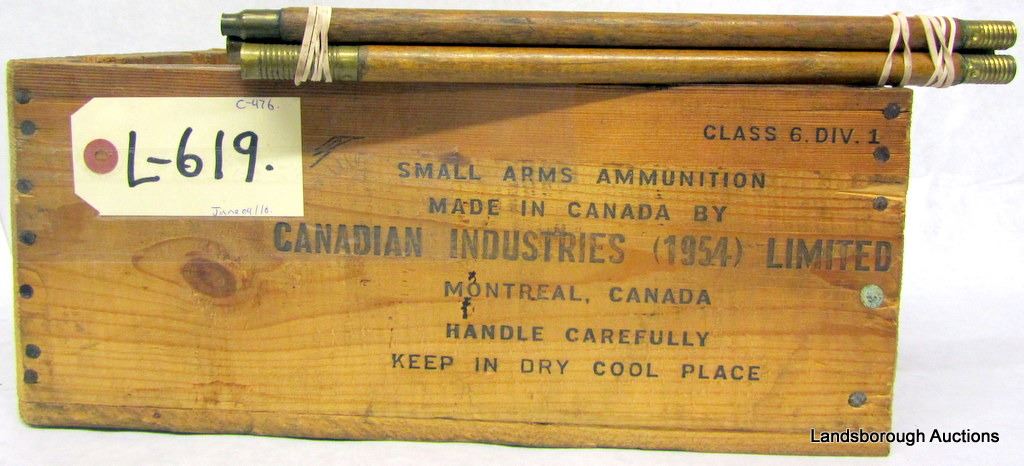 C-476.
L-619.
June 04/10.
CLASS 6. DIV. 1
SMALL ARMS AMMUNITION
MADE IN CANADA BY
CANADIAN INDUSTRIES (1954) LIMITED
MONTREAL, CANADA
HANDLE CAREFULLY
KEEP IN DRY COOL PLACE
Landsborough Auctions